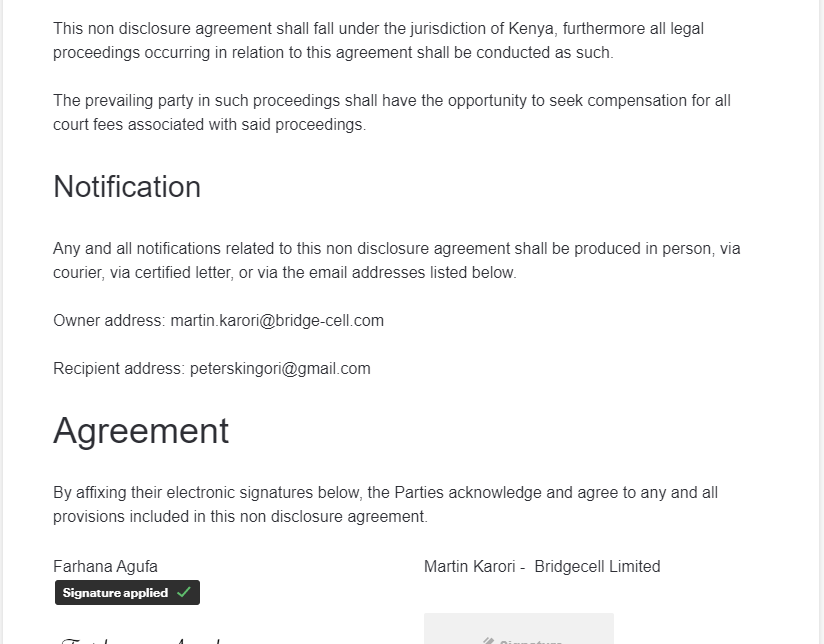 This non disclosure agreement shall fall under the jurisdiction of Kenya, furthermore all legal
proceedings occurring in relation to this agreement shall be conducted as such.
The prevailing party in such proceedings shall have the opportunity to seek compensation for all
court fees associated with said proceedings.
Notification
Any and all notifications related to this non disclosure agreement shall be produced in person, via
courier, via certified letter, or via the email addresses listed below.
Owner address: martin.karori@bridge-cell.com
Recipient address: peterskingori@gmail.com
Agreement
By affixing their electronic signatures below, the Parties acknowledge and agree to any and all
provisions included in this non disclosure agreement.
Farhana Agufa
Martin Karori -  Bridgecell Limited
Signature applied
Signature